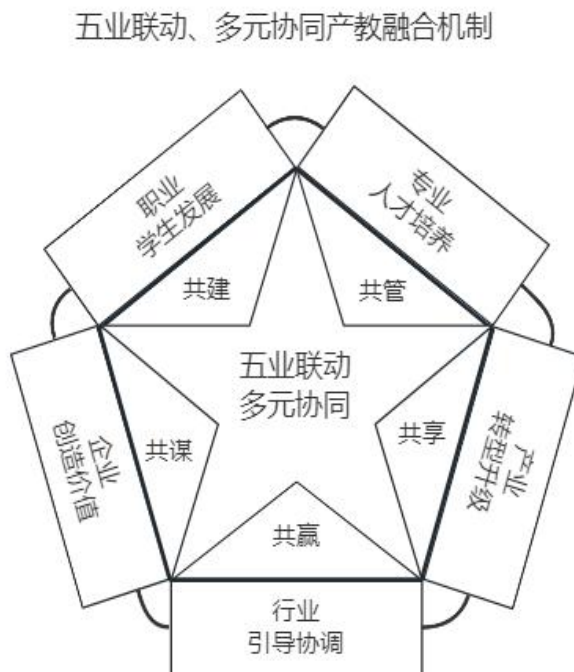 五业联动、多元协同产教融合机制
职业
学生发展
专业
人才培养
共建
共管
五业联动
多元协同
企业
创造价值
共谋
共享
产业
转型升级
共赢
行业
引导协调